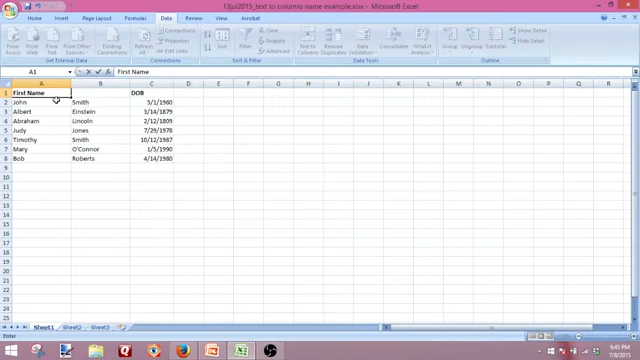 13jul2015_text to columns name example.xlsx - Microsoft Excel
Home Insert Page Layout Formulas Data Review View Acrobat
From Access From Web From Text From Other Sources Existing Connections Refresh All Connections Properties Edit Links Sort Filter Clear Reapply Advanced Text to Columns Remove Duplicates Data Validation Consolidate What-If Analysis Group Ungroup Subtotal Show Detail Hide Detail
Get External Data Connections Sort & Filter Data Tools Outline
A1 First Name
A B C D E F G H I J K L M N O P Q R
1 First Name DOB
2 John Smith 5/1/1960
3 Albert Einstein 3/14/1879
4 Abraham Lincoln 2/12/1809
5 Judy Jones 7/29/1978
6 Timothy Smith 10/12/1987
7 Mary O'Connor 1/5/1990
8 Bob Roberts 4/14/1980
9
10
11
12
13
14
15
16
17
18
19
20
21
22
23
24
25
Sheet1 Sheet2 Sheet3
Enter 100%
9:45 PM
7/8/2015